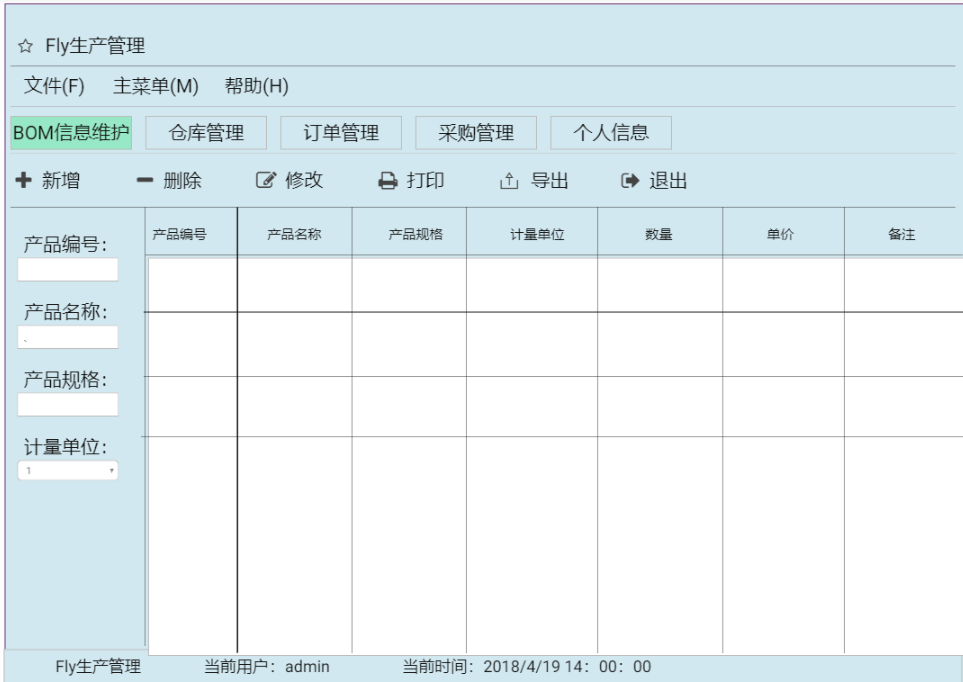 ☆ Fly生产管理
文件(F) 主菜单(M) 帮助(H)
BOM信息维护 仓库管理 订单管理 采购管理 个人信息
新增 删除 修改 打印 导出 退出
产品编号 产品名称 产品规格 计量单位 数量 单价 备注
产品编号：
产品名称：
、
产品规格：
计量单位：
1
Fly生产管理 当前用户：admin 当前时间：2018/4/19 14：00：00